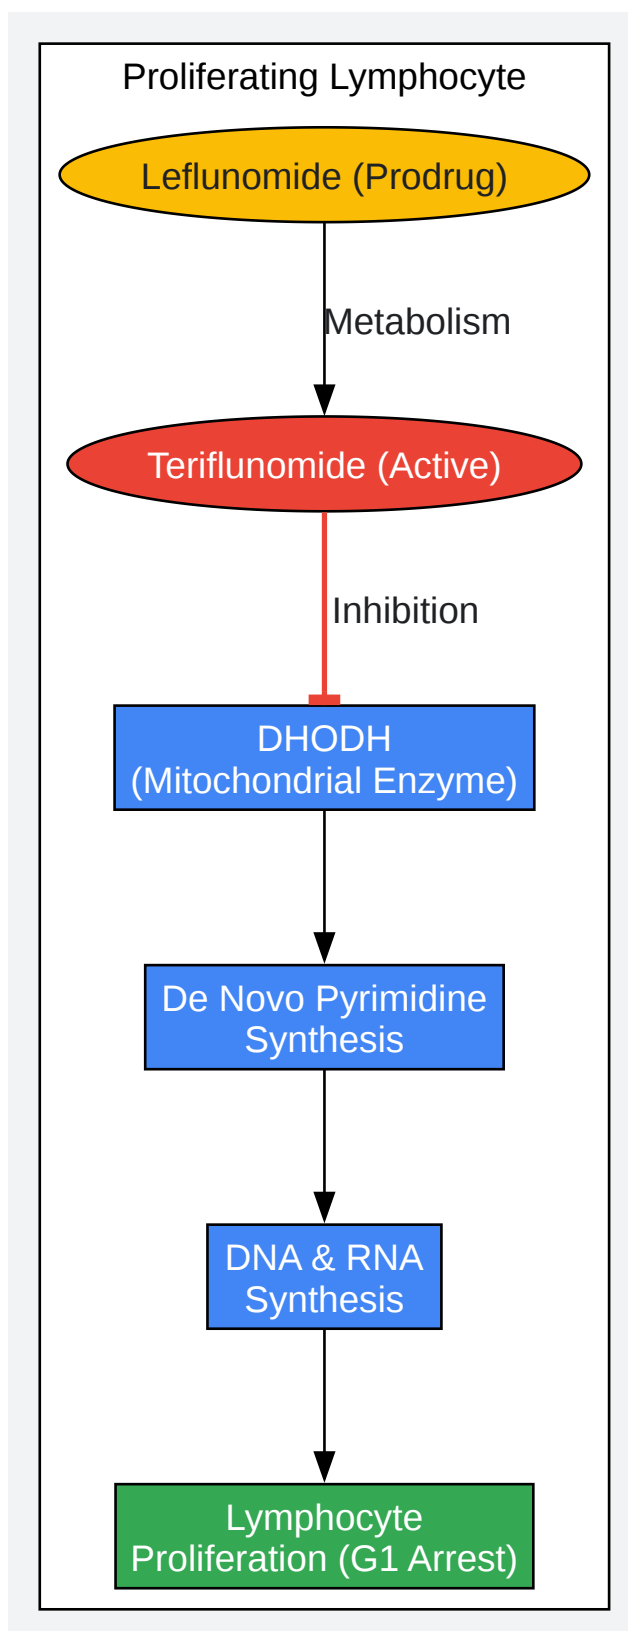 Proliferating Lymphocyte
Leflunomide (Prodrug)
Metabolism
Teriflunomide (Active)
Inhibition
DHODH
(Mitochondrial Enzyme)
De Novo Pyrimidine
Synthesis
DNA & RNA
Synthesis
Lymphocyte
Proliferation (G1 Arrest)